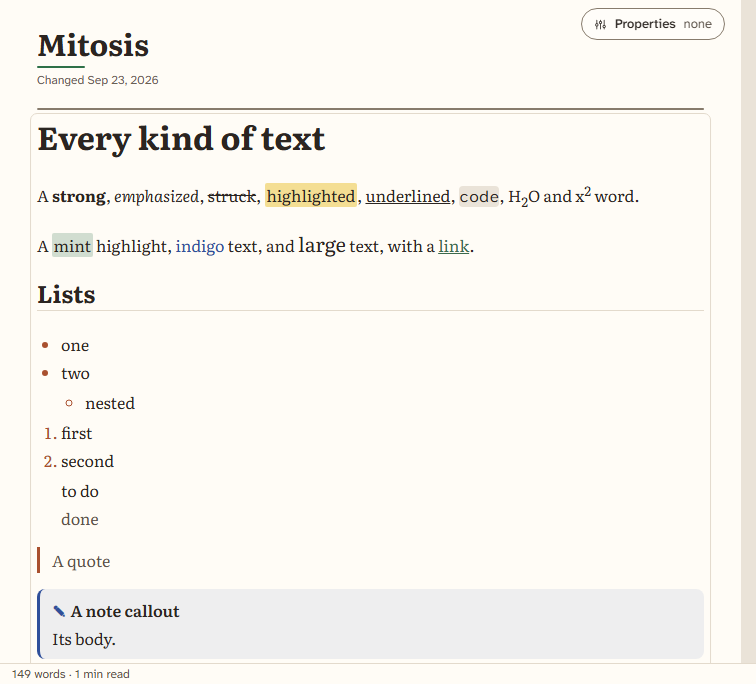 Properties none
Mitosis
Changed Sep 23, 2026
Every kind of text
A strong, emphasized, struck, highlighted, underlined, code, H2O and x2 word.
A mint highlight, indigo text, and large text, with a link.
Lists
one
two
nested
1. first
2. second
to do
done
A quote
A note callout
Its body.
149 words · 1 min read